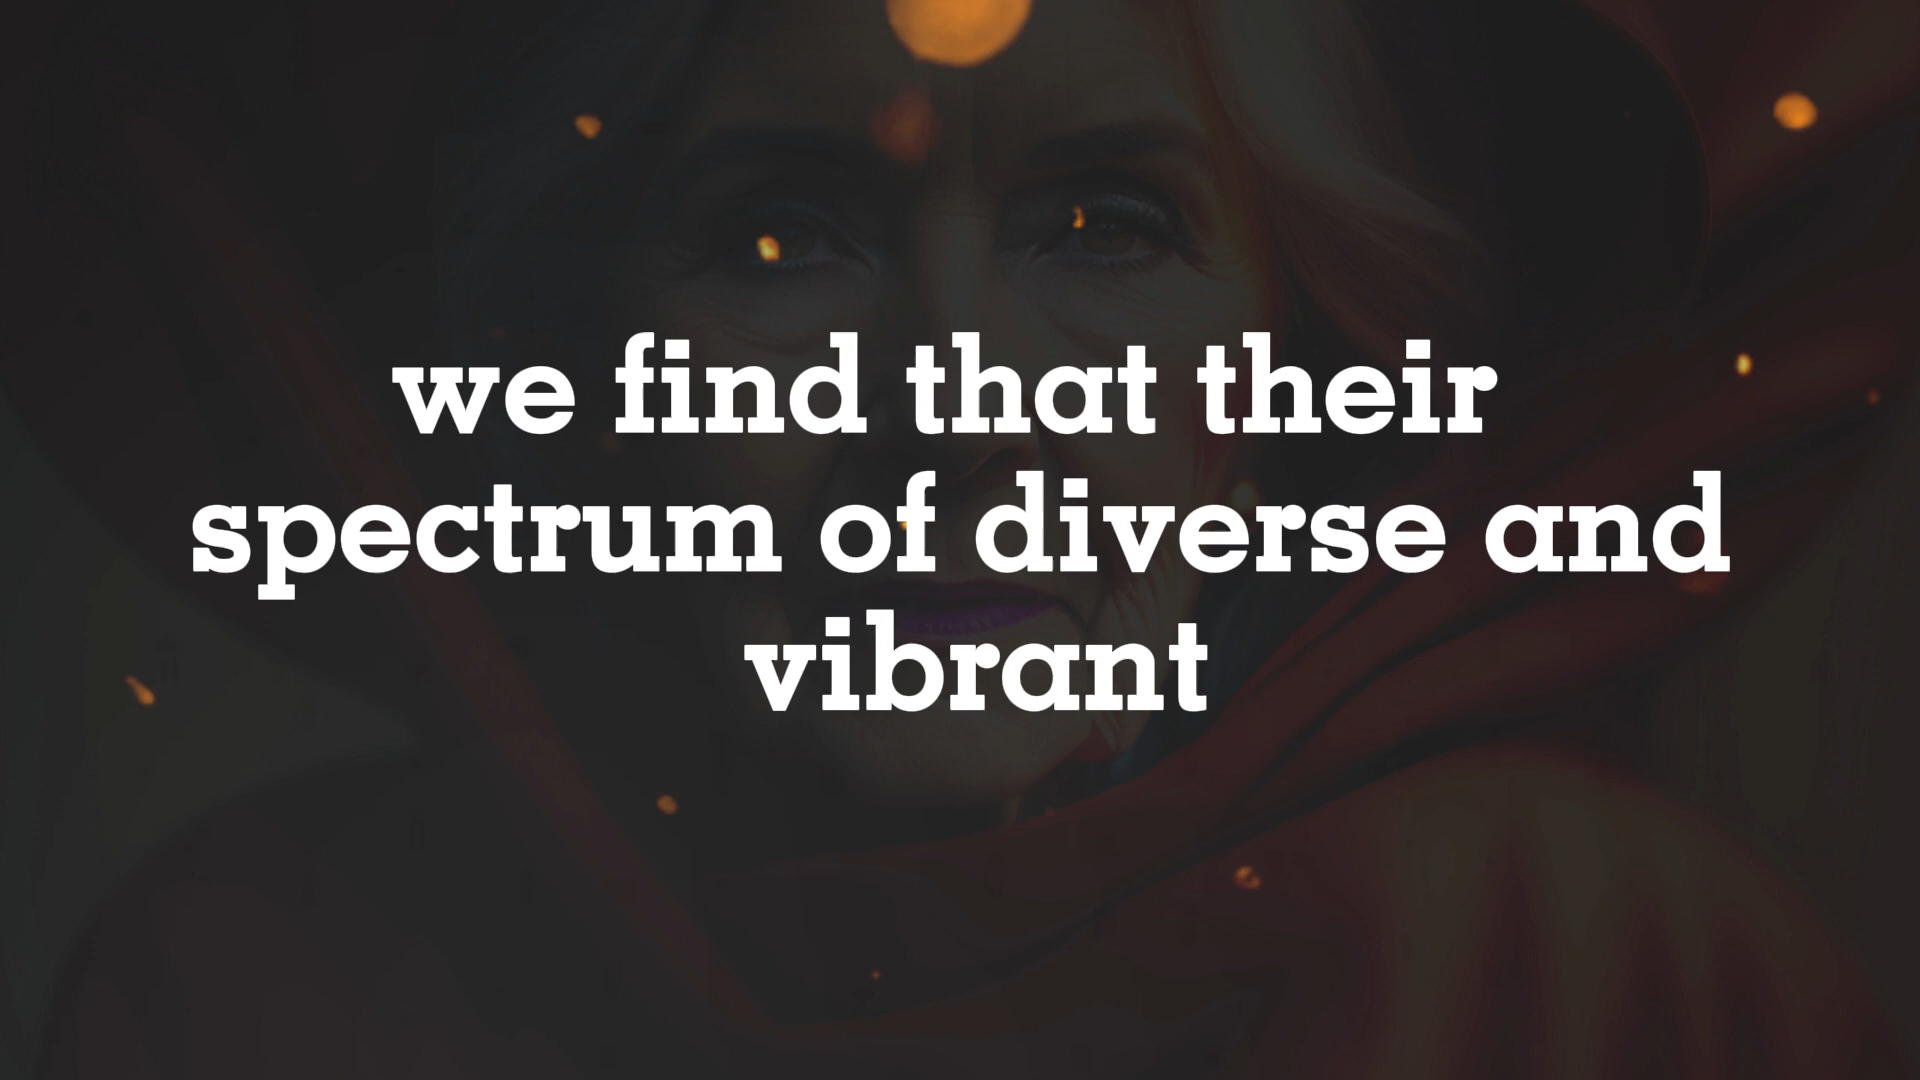 we find that their
spectrum of diverse and
vibrant